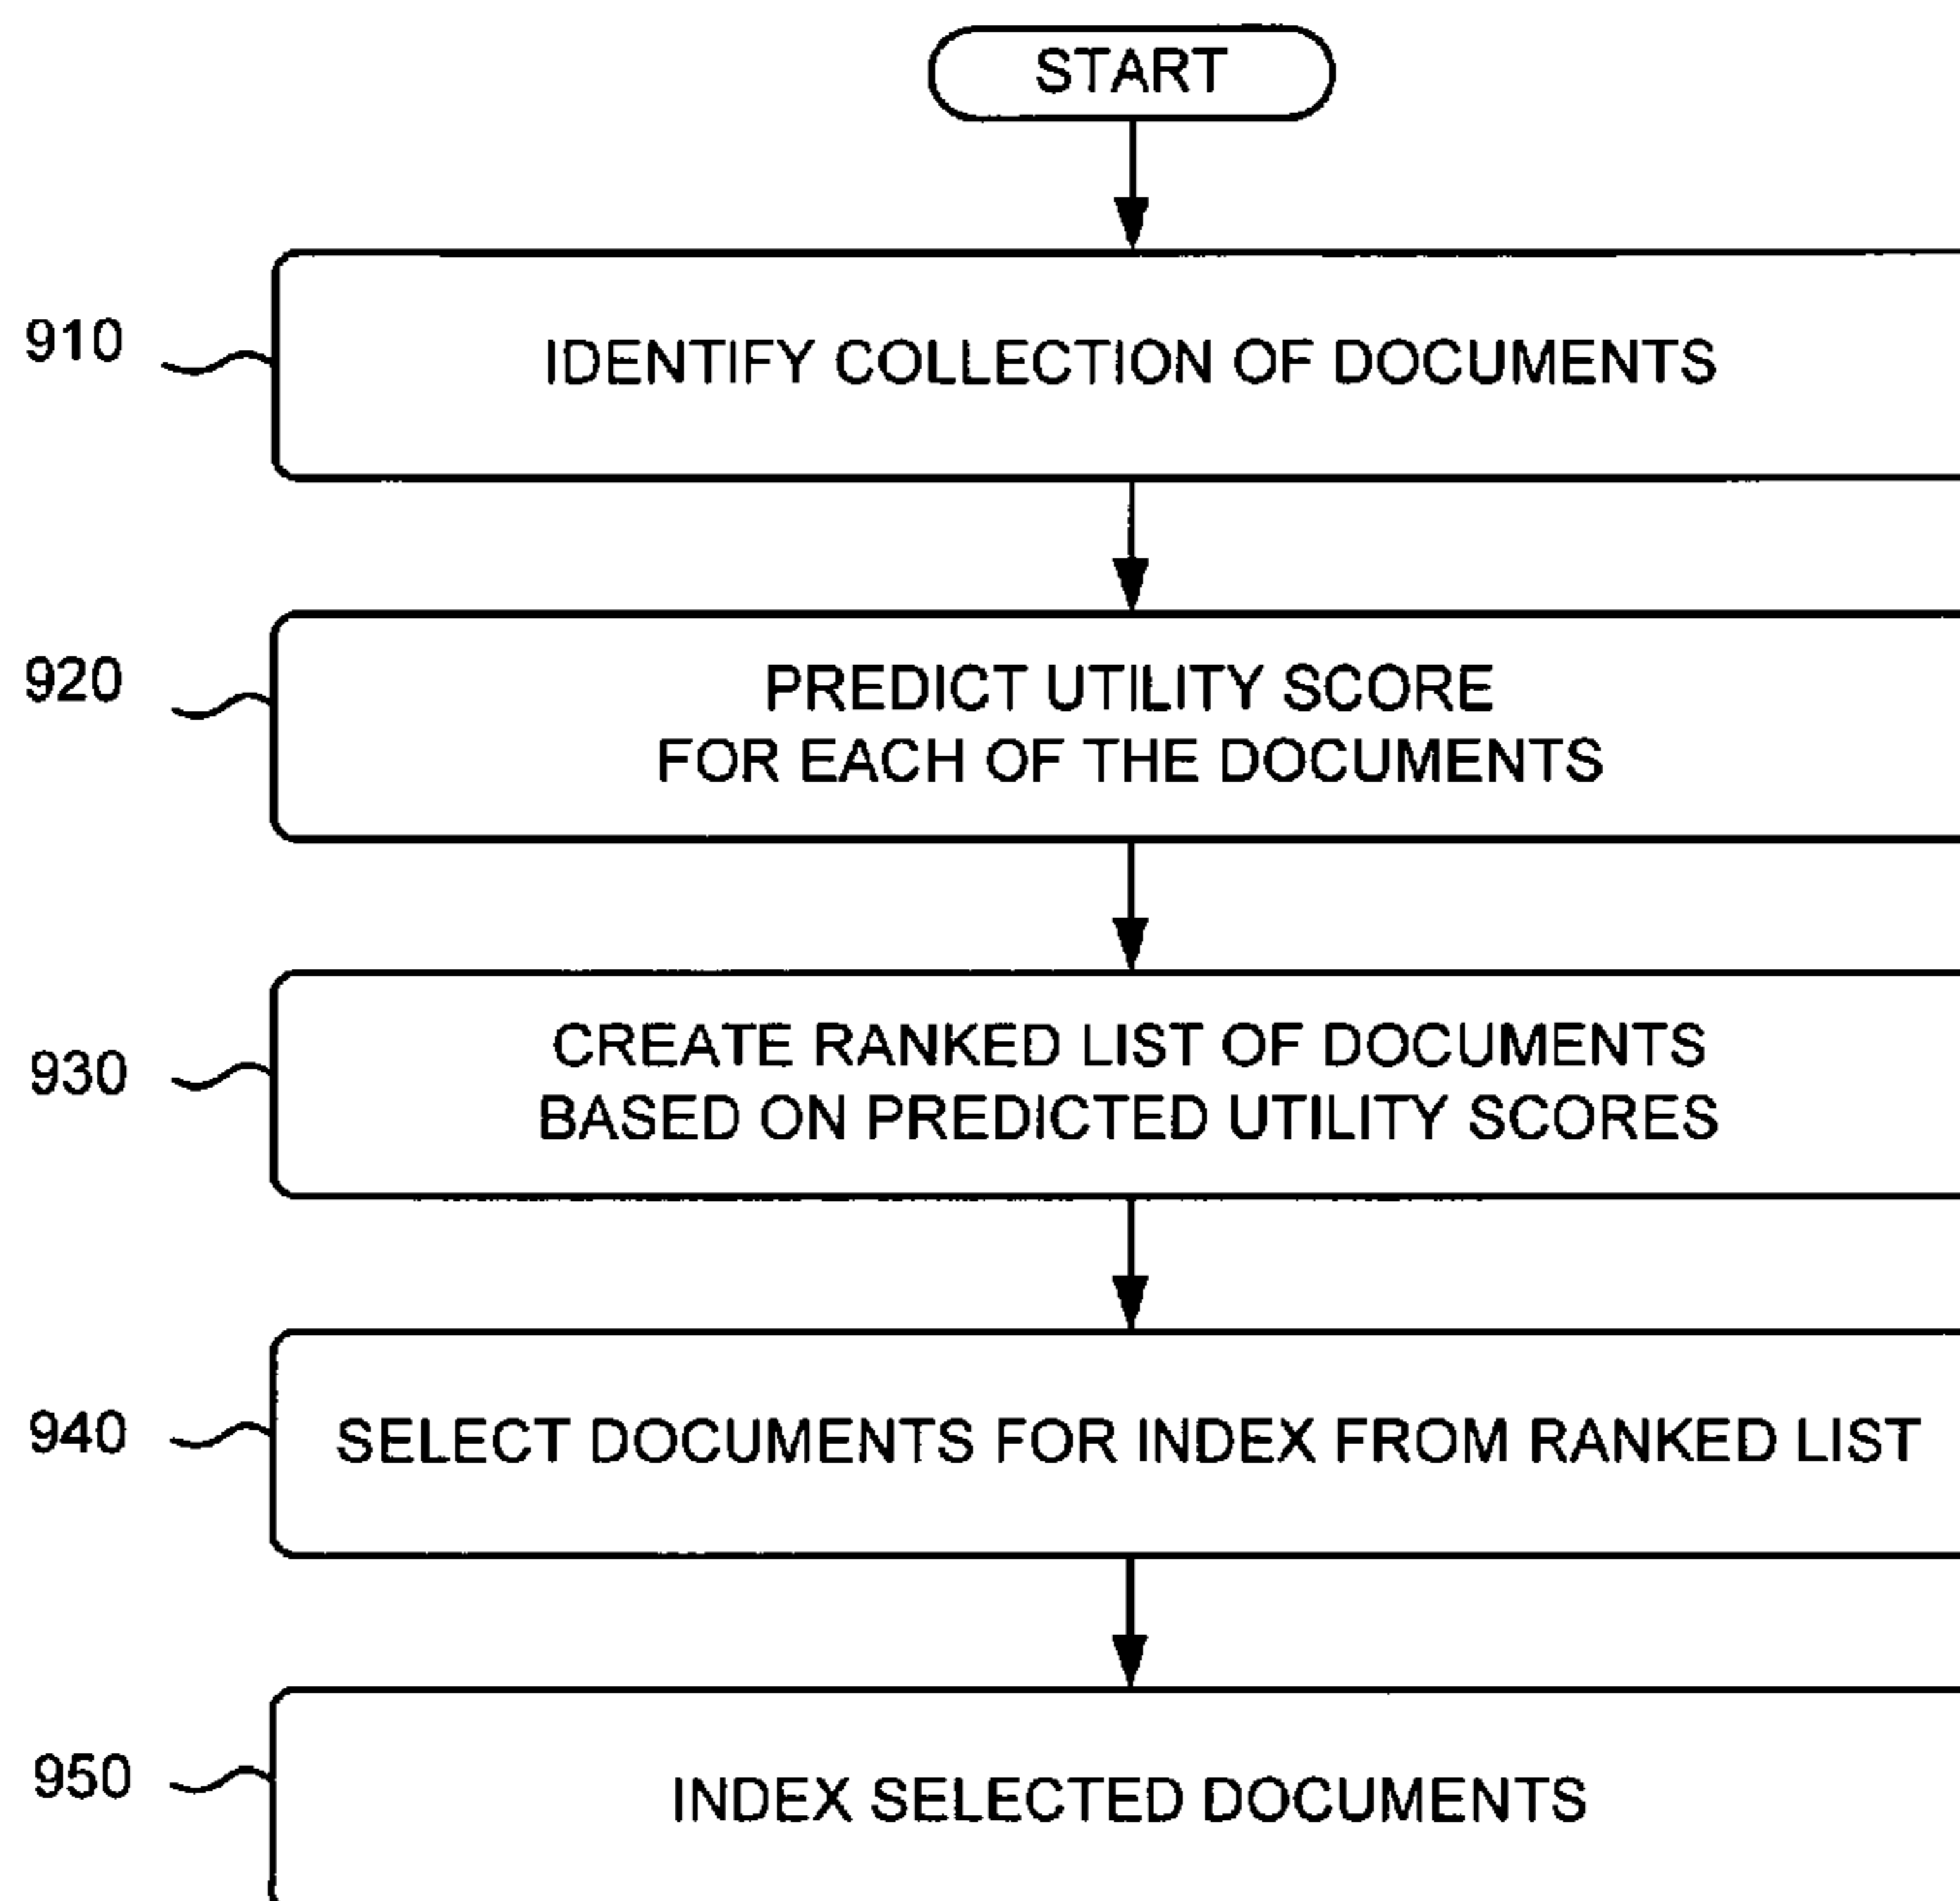 START
910
IDENTIFY COLLECTION OF DOCUMENTS
920
PREDICT UTILITY SCORE
FOR EACH OF THE DOCUMENTS
930
CREATE RANKED LIST OF DOCUMENTS
BASED ON PREDICTED UTILITY SCORES
940
SELECT DOCUMENTS FOR INDEX FROM RANKED LIST
950
INDEX SELECTED DOCUMENTS